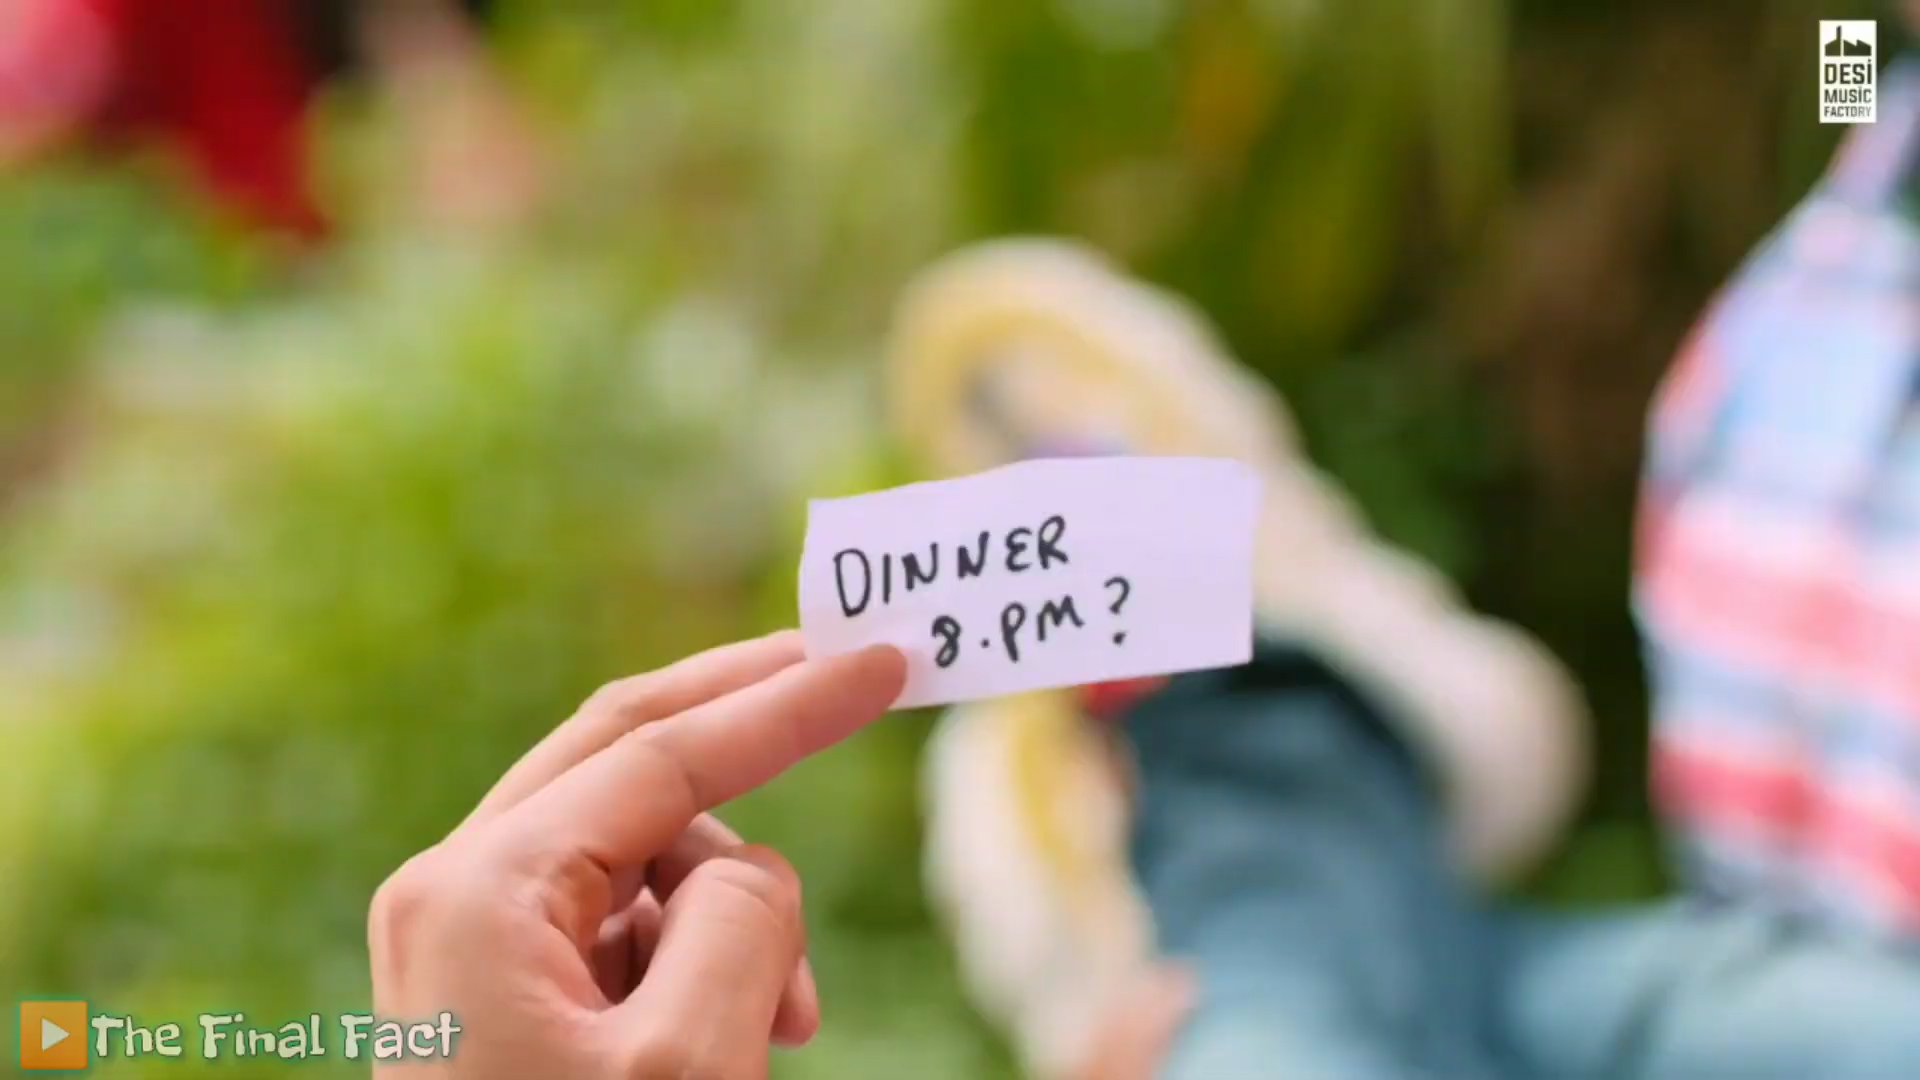 DESI
MUSIC
FACTORY
DINNER
8.PM?
The Final Fact